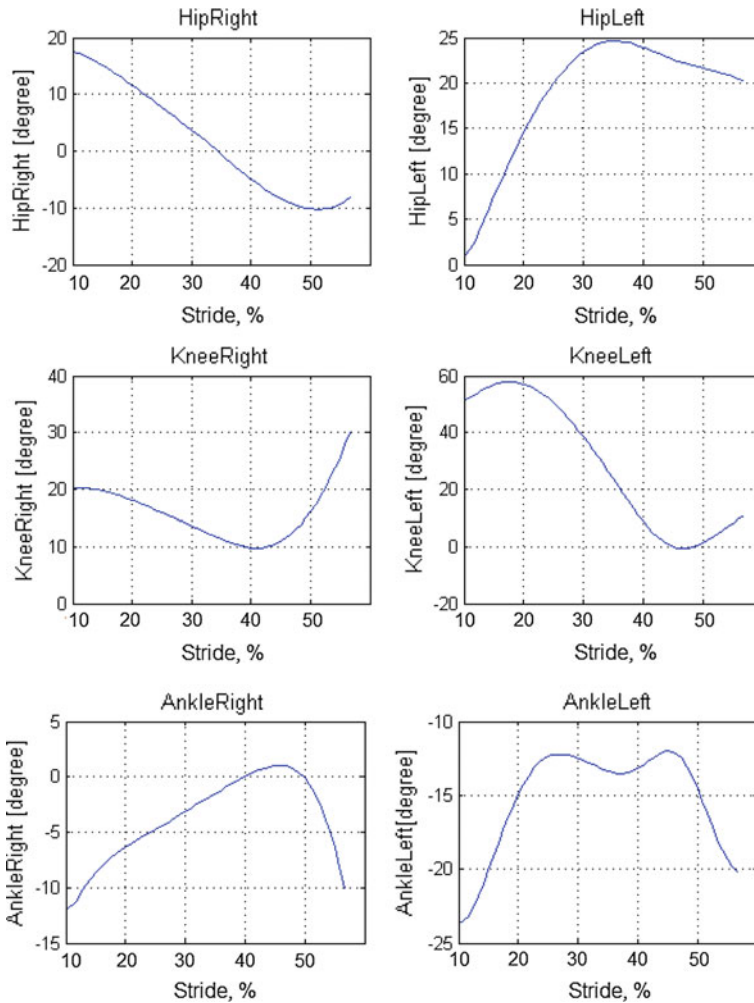 HipRight
HipLeft
HipRight [degree]
20
10
0
-10
-20
10 20 30 40 50
Stride, %
HipLeft [degree]
25
20
15
10
5
0
10 20 30 40 50
Stride, %
KneeRight
KneeLeft
KneeRight [degree]
40
30
20
10
0
10 20 30 40 50
Stride, %
KneeLeft [degree]
60
40
20
0
-20
10 20 30 40 50
Stride, %
AnkleRight
AnkleLeft
AnkleRight [degree]
5
0
-5
-10
-15
10 20 30 40 50
Stride, %
AnkleLeft[degree]
-10
-15
-20
-25
10 20 30 40 50
Stride, %